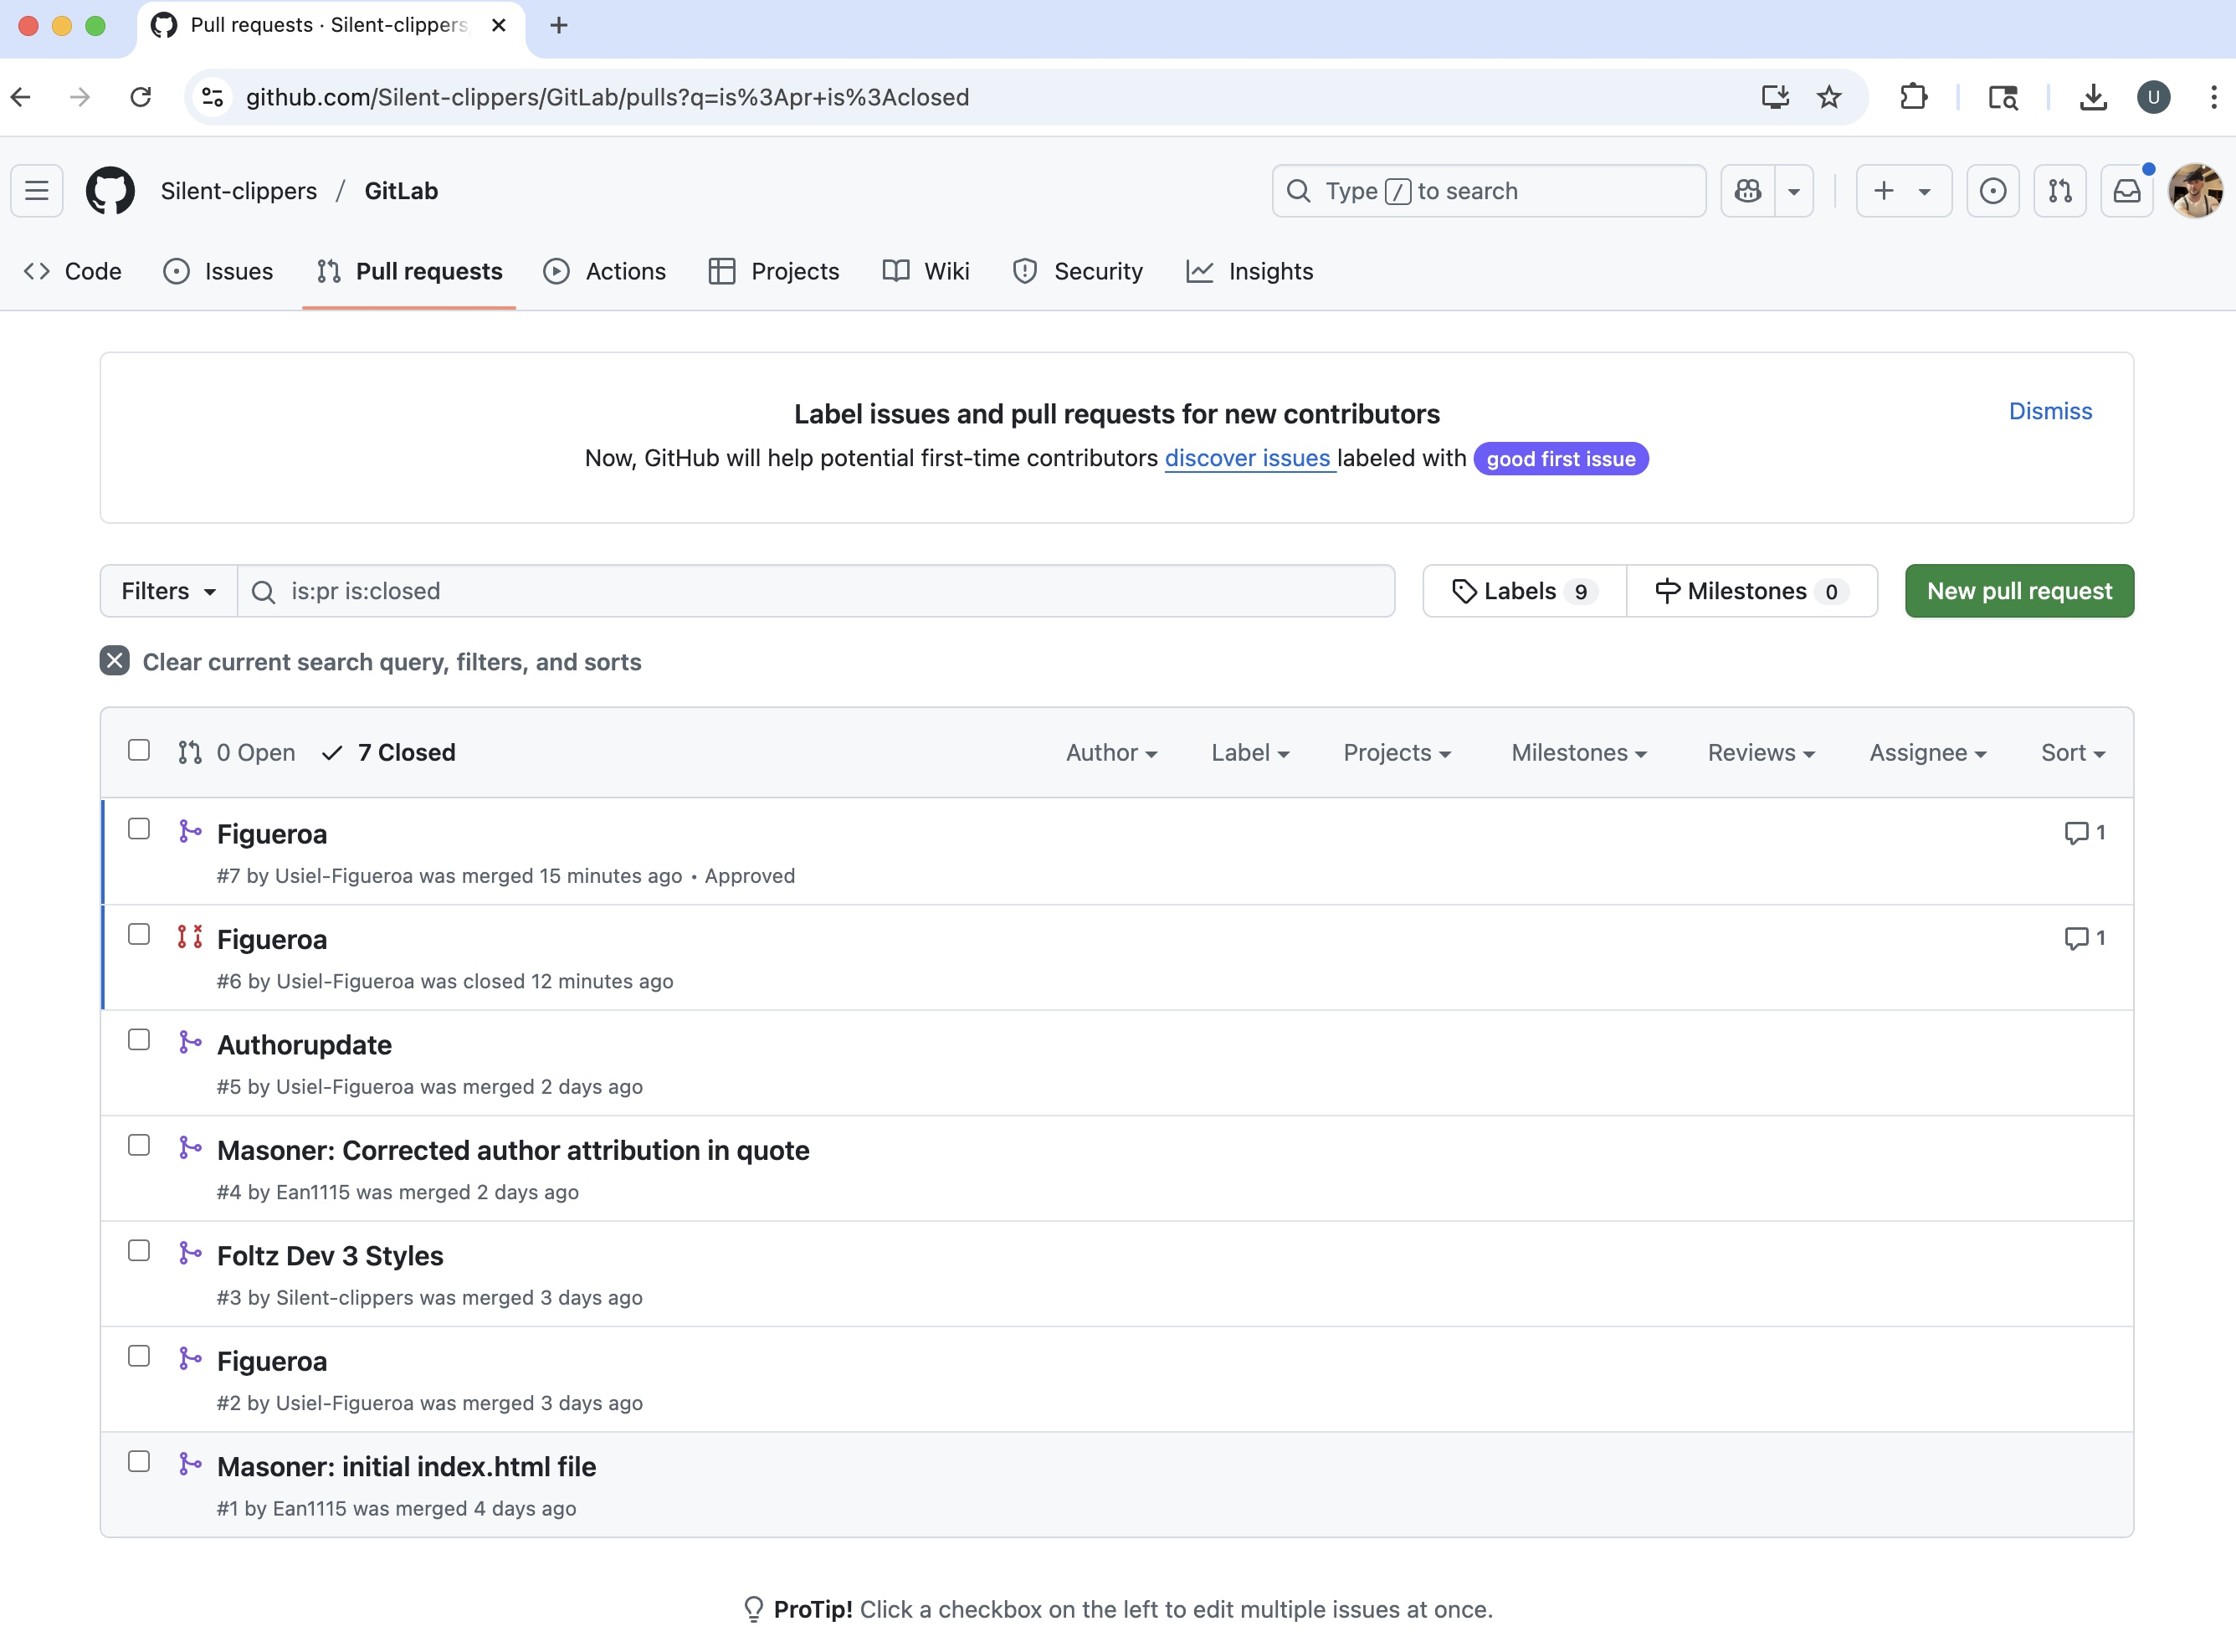 Pull requests · Silent-clippers
github.com/Silent-clippers/GitLab/pulls?q=is%3Apr+is%3Aclosed
U
Silent-clippers / GitLab
Type / to search
Code
Issues
Pull requests
Actions
Projects
Wiki
Security
Insights
Label issues and pull requests for new contributors
Dismiss
Now, GitHub will help potential first-time contributors discover issues labeled with good first issue
Filters
is:pr is:closed
Labels 9
Milestones 0
New pull request
Clear current search query, filters, and sorts
0 Open
7 Closed
Author
Label
Projects
Milestones
Reviews
Assignee
Sort
Figueroa
1
#7 by Usiel-Figueroa was merged 15 minutes ago • Approved
Figueroa
1
#6 by Usiel-Figueroa was closed 12 minutes ago
Authorupdate
#5 by Usiel-Figueroa was merged 2 days ago
Masoner: Corrected author attribution in quote
#4 by Ean1115 was merged 2 days ago
Foltz Dev 3 Styles
#3 by Silent-clippers was merged 3 days ago
Figueroa
#2 by Usiel-Figueroa was merged 3 days ago
Masoner: initial index.html file
#1 by Ean1115 was merged 4 days ago
ProTip! Click a checkbox on the left to edit multiple issues at once.